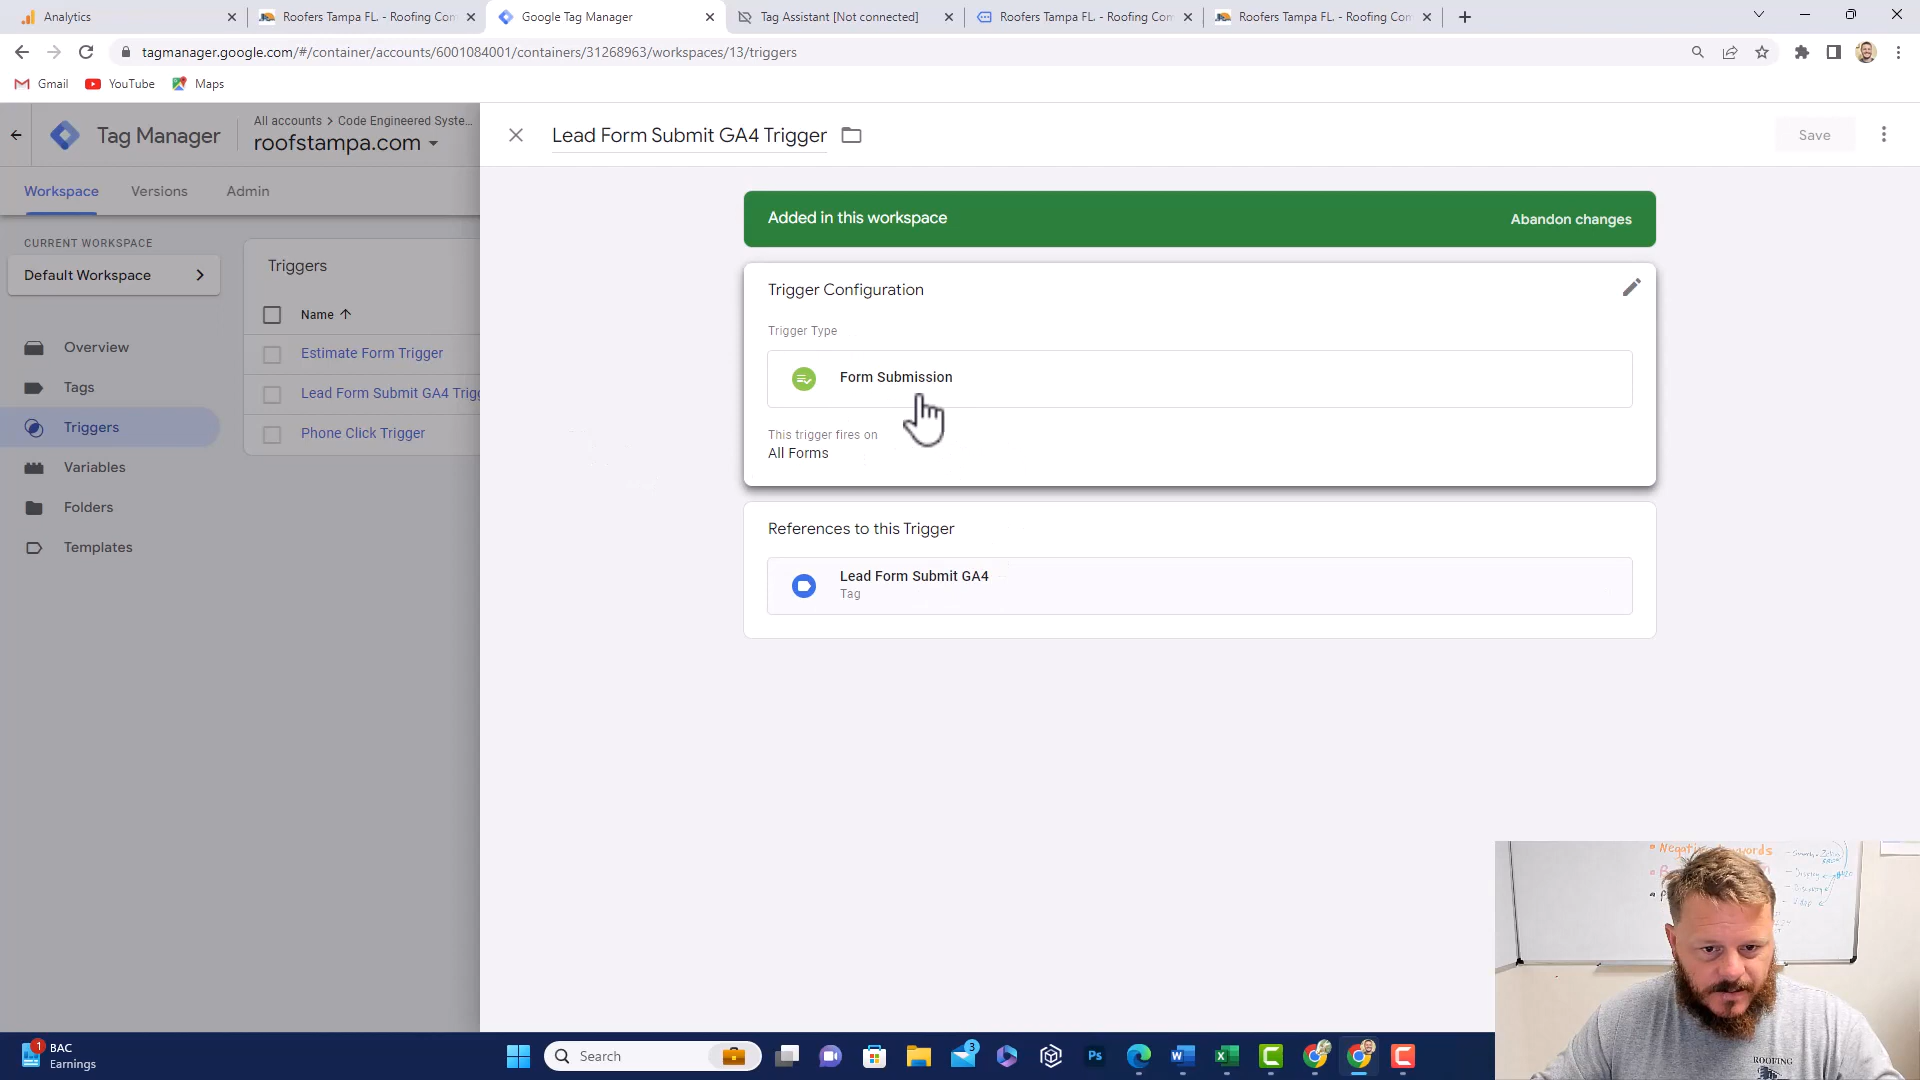 Analytics
Roofers Tampa FL. - Roofing Con
Google Tag Manager
Tag Assistant [Not connected]
Roofers Tampa FL. - Roofing Con
Roofers Tampa FL. - Roofing Con
tagmanager.google.com/#/container/accounts/6001084001/containers/31268963/workspaces/13/triggers
Gmail
YouTube
Maps
Tag Manager
All accounts > Code Engineered Syste...
roofstampa.com
Lead Form Submit GA4 Trigger
Save
Workspace
Versions
Admin
Added in this workspace
Abandon changes
CURRENT WORKSPACE
Default Workspace
Triggers
Name
Estimate Form Trigger
Lead Form Submit GA4 Trigg
Phone Click Trigger
Overview
Tags
Triggers
Variables
Folders
Templates
Trigger Configuration
Trigger Type
Form Submission
This trigger fires on
All Forms
References to this Trigger
Lead Form Submit GA4
Tag
ROOFING
1
BAC
Earnings
Search
3
Ps